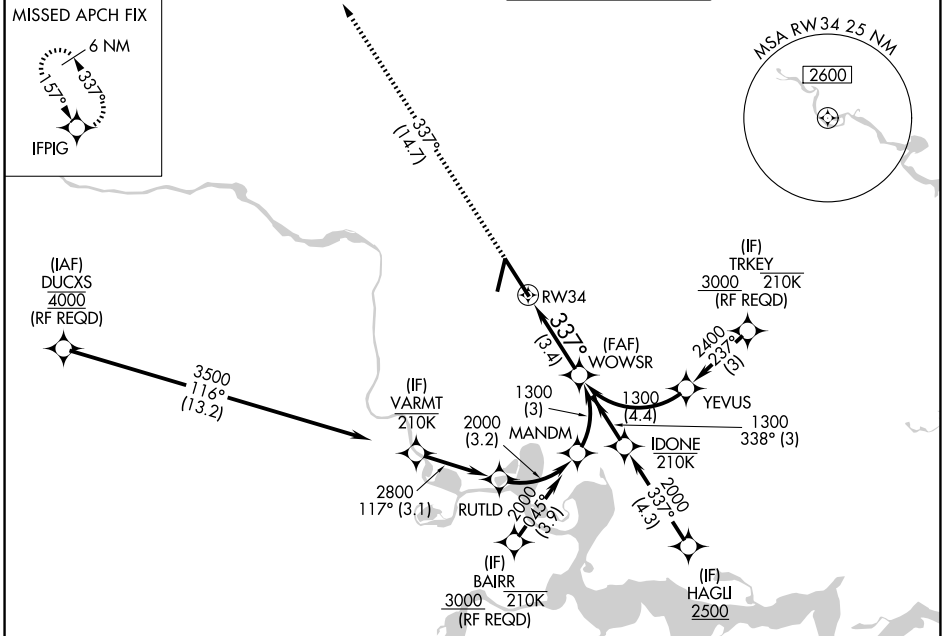 MISSED APCH FIX
6 NM
337°
157°
IFPIG
MSA RW34 25 NM
2600
337°
(14.7)
(IAF)
DUCXS
4000
(RF REQD)
3500
116°
(13.2)
(IF)
VARMT
210K
2800
117° (3.1)
RUTLD
2000
(3.2)
MANDM
2000
045°
(3.9)
(IF)
BAIRR
3000 210K
(RF REQD)
RW34
337°
(3.4)
(FAF)
WOWSR
1300
(3)
1300
(4.4)
(IF)
TRKEY
3000 210K
(RF REQD)
2400
237°
(3)
YEVUS
1300
338° (3)
IDONE
210K
2000
337°
(4.3)
(IF)
HAGLI
2500